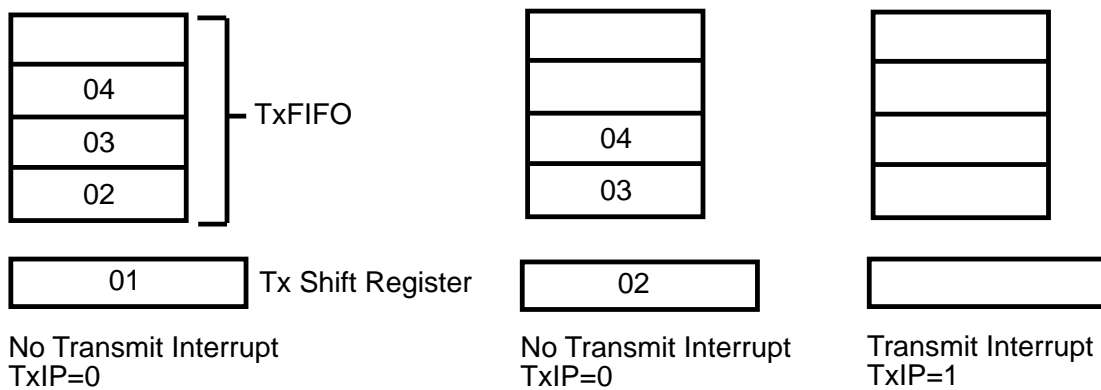 04
03
02
TxFIFO
01
Tx Shift Register
No Transmit Interrupt
TxIP=0
04
03
02
No Transmit Interrupt
TxIP=0
Transmit Interrupt
TxIP=1